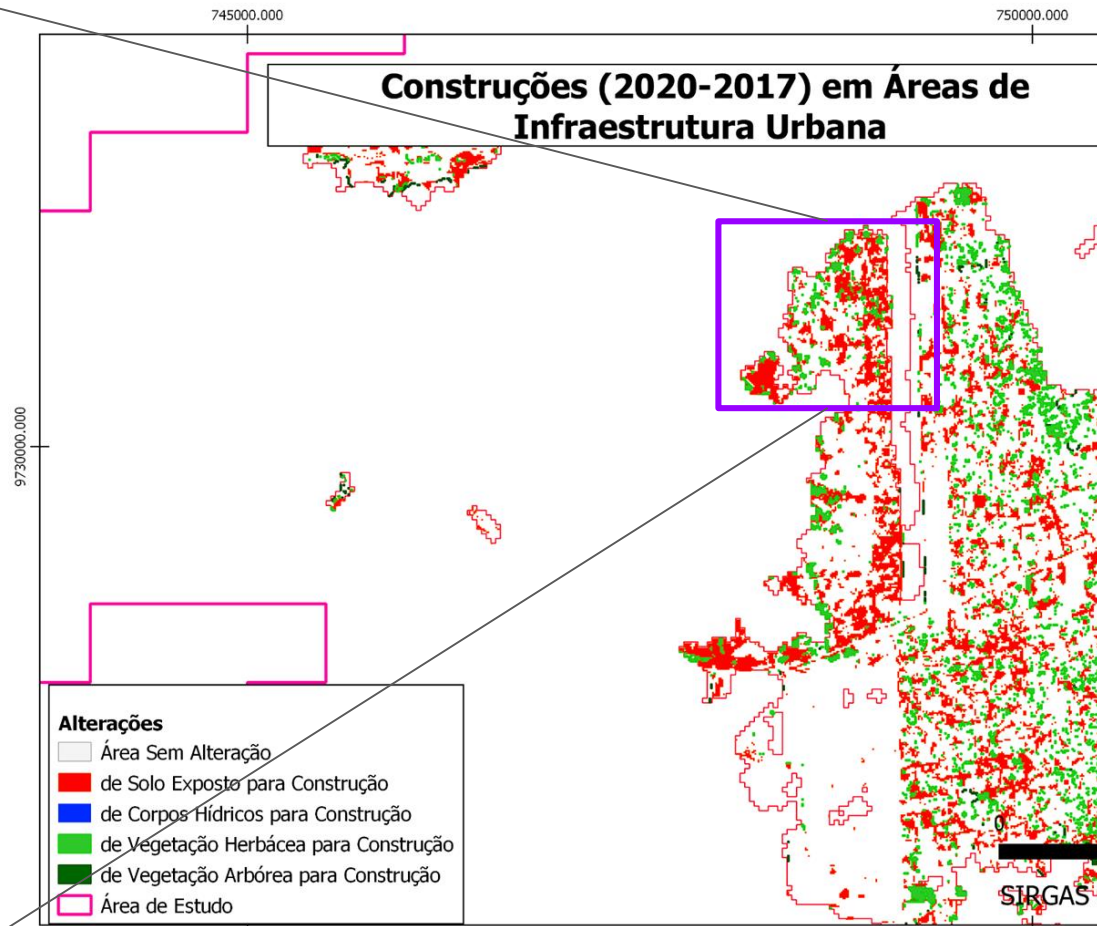 745000.000
750000.000
Construções (2020-2017) em Áreas de
Infraestrutura Urbana
9730000.000
Alterações
Área Sem Alteração
de Solo Exposto para Construção
de Corpos Hídricos para Construção
de Vegetação Herbácea para Construção
de Vegetação Arbórea para Construção
Área de Estudo
0
SIRGAS